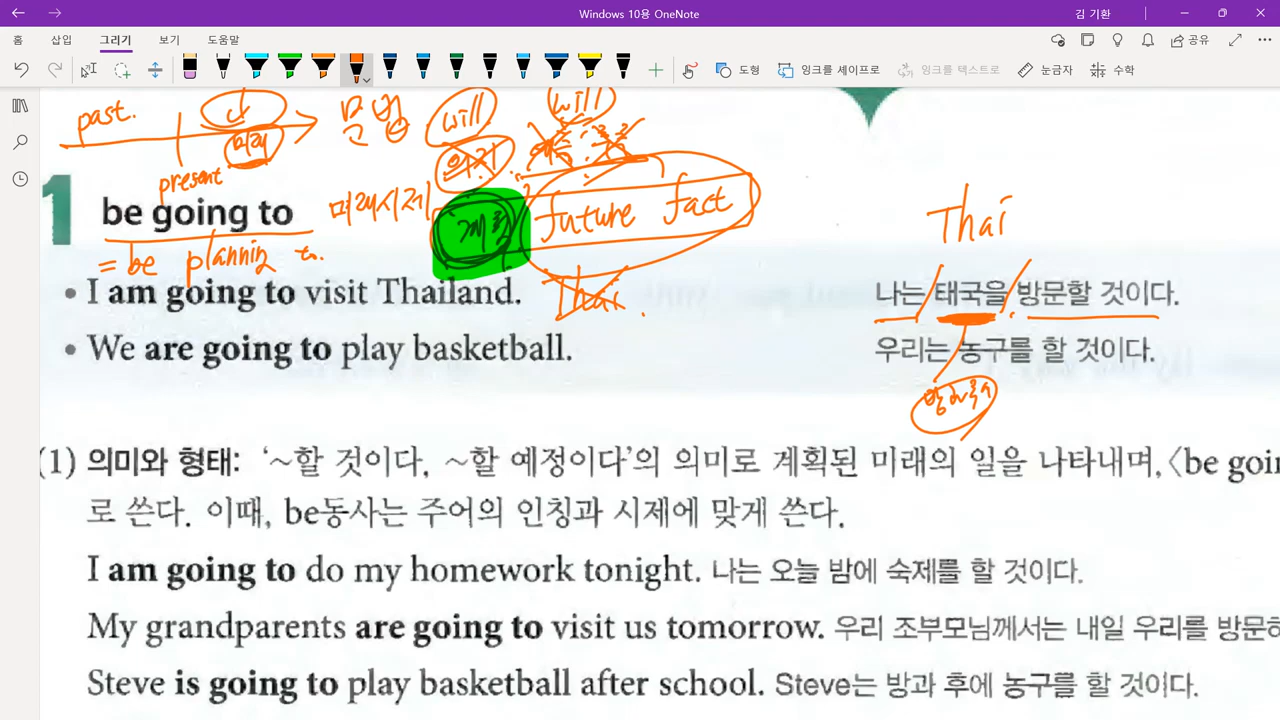 Windows 10용 OneNote
김 기환
홈 삽입 그리기 보기 도움말
공유
도형 잉크를 셰이프로 잉크를 텍스트로 눈금자 수학
past.
미래
present
문법
will
will
의지
미래시제
계획
future fact
1 be going to
= be planning to.
Thai
• I am going to visit Thailand. 나는 태국을 방문할 것이다.
Thai.
• We are going to play basketball. 우리는 농구를 할 것이다.
(1) 의미와 형태: ‘~할 것이다, ~할 예정이다’의 의미로 계획된 미래의 일을 나타내며, 〈be goin
로 쓴다. 이때, be동사는 주어의 인칭과 시제에 맞게 쓴다.
I am going to do my homework tonight. 나는 오늘 밤에 숙제를 할 것이다.
My grandparents are going to visit us tomorrow. 우리 조부모님께서는 내일 우리를 방문하
Steve is going to play basketball after school. Steve는 방과 후에 농구를 할 것이다.